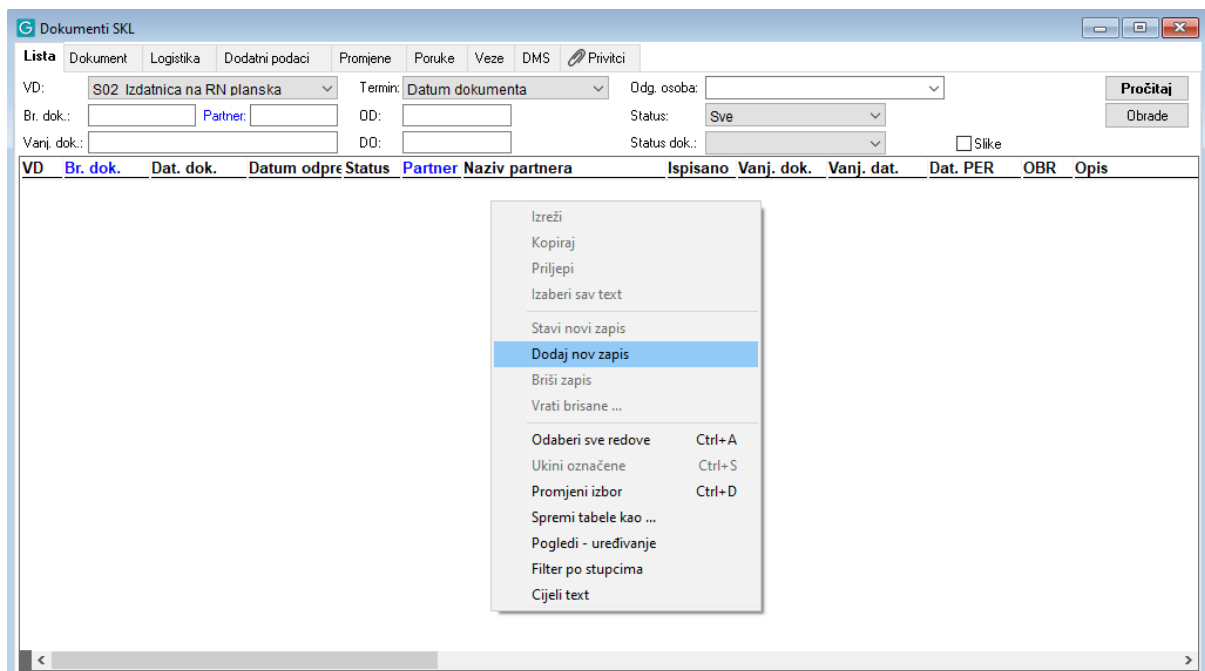 Dokumenti SKL
Lista Dokument Logistika Dodatni podaci Promjene Poruke Veze DMS Privitci
VD: S02 Izdatnica na RN planska Termin: Datum dokumenta Odg. osoba: Pročitaj
Br. dok.: Partner: OD: Status: Sve Obrade
Vanj. dok.: DO: Status dok.: Slike
VD Br. dok. Dat. dok. Datum odpre Status Partner Naziv partnera Ispisano Vanj. dok. Vanj. dat. Dat. PER OBR Opis
Izreži
Kopiraj
Priljepi
Izaberi sav text
Stavi novi zapis
Dodaj nov zapis
Briši zapis
Vrati brisane ...
Odaberi sve redove Ctrl+A
Ukini označene Ctrl+S
Promjeni izbor Ctrl+D
Spremi tabele kao ...
Pogledi - uređivanje
Filter po stupcima
Cijeli text